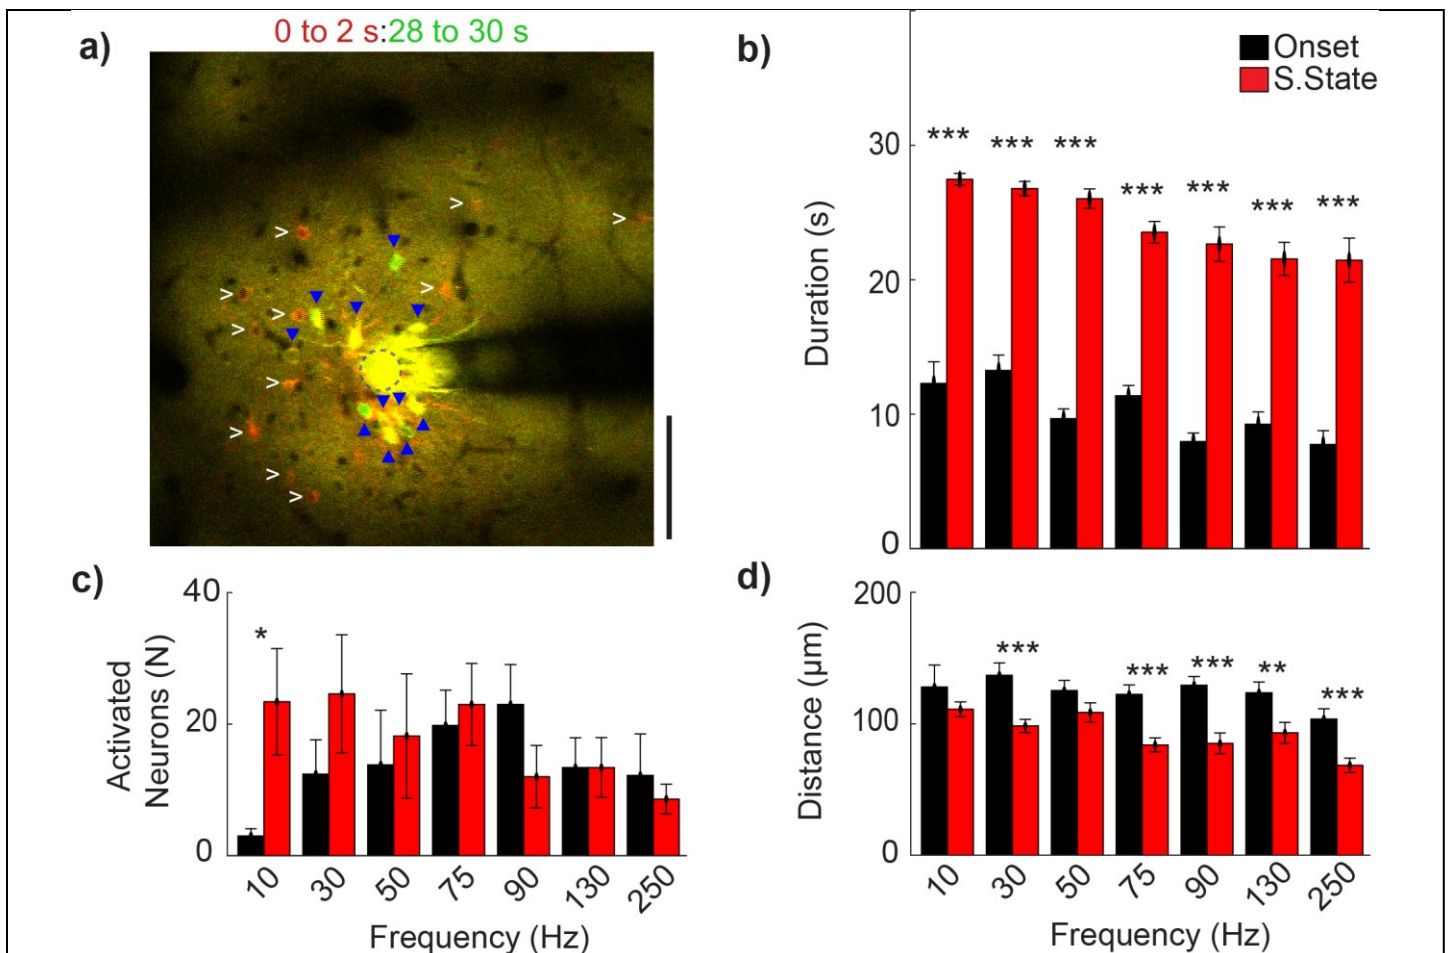 a)
0 to 2 s:28 to 30 s
> > > > > > > > > > > >
b)
Onset
S.State
Duration (s)
30
20
10
0
*** *** *** *** *** *** ***
c)
Activated
Neurons (N)
40
20
0
*
10 30 50 75 90 130 250
Frequency (Hz)
d)
Distance (µm)
200
100
0
*** *** *** ** ***
10 30 50 75 90 130 250
Frequency (Hz)